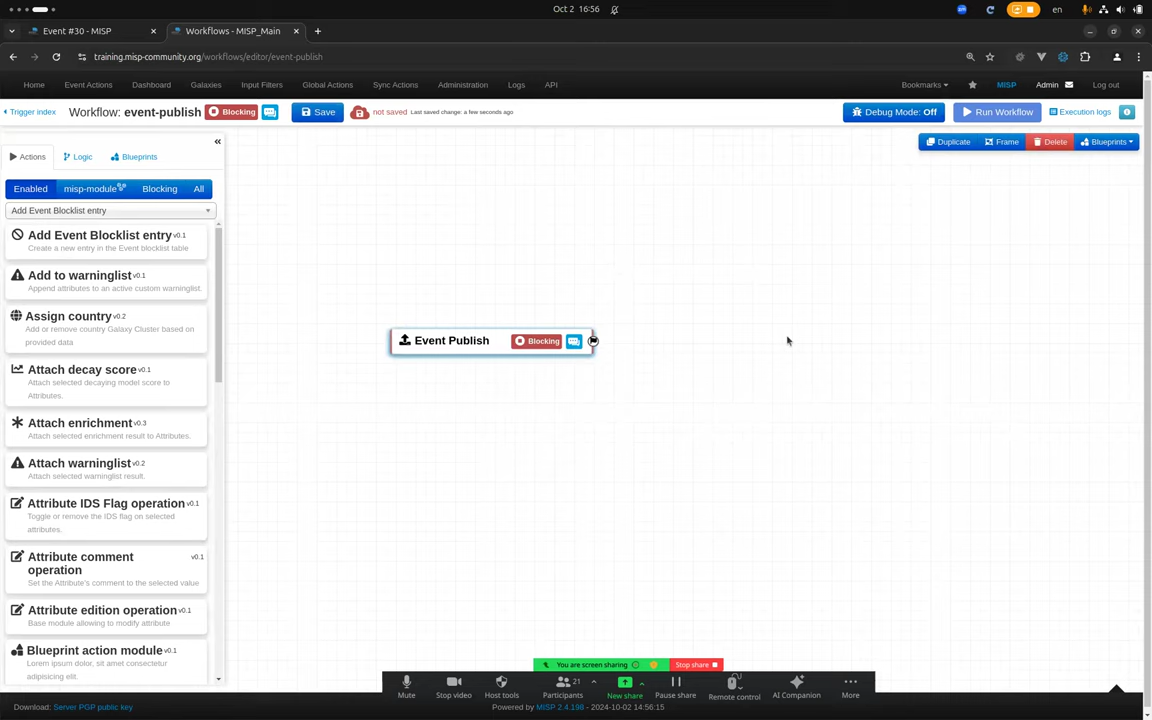 Oct 2 16:56
en
Event #30 - MISP
Workflows - MISP_Main
training.misp-community.org/workflows/editor/event-publish
Home Event Actions Dashboard Galaxies Input Filters Global Actions Sync Actions Administration Logs API Bookmarks MISP Admin Log out
Trigger index Workflow: event-publish Blocking Save not saved Last saved change: a few seconds ago Debug Mode: Off Run Workflow Execution logs
Duplicate Frame Delete Blueprints
Actions Logic Blueprints
Enabled misp-module Blocking All
Add Event Blocklist entry
Add Event Blocklist entry v0.1
Create a new entry in the Event blocklist table
Add to warninglist v0.1
Append attributes to an active custom warninglist.
Assign country v0.2
Add or remove country Galaxy Cluster based on
provided data
Attach decay score v0.1
Attach selected decaying model score to
Attributes.
Attach enrichment v0.3
Attach selected enrichment result to Attributes.
Attach warninglist v0.2
Attach selected warninglist result.
Attribute IDS Flag operation v0.1
Toggle or remove the IDS flag on selected
attributes.
Attribute comment v0.1
operation
Set the Attribute's comment to the selected value
Attribute edition operation v0.1
Base module allowing to modify attribute
Blueprint action module v0.1
Lorem ipsum dolor, sit amet consectetur
adipisicing elit.
Event Publish Blocking
You are screen sharing Stop share
21
Mute Stop video Host tools Participants New share Pause share Remote control AI Companion More
Download: Server PGP public key
Powered by MISP 2.4.198 - 2024-10-02 14:56:15